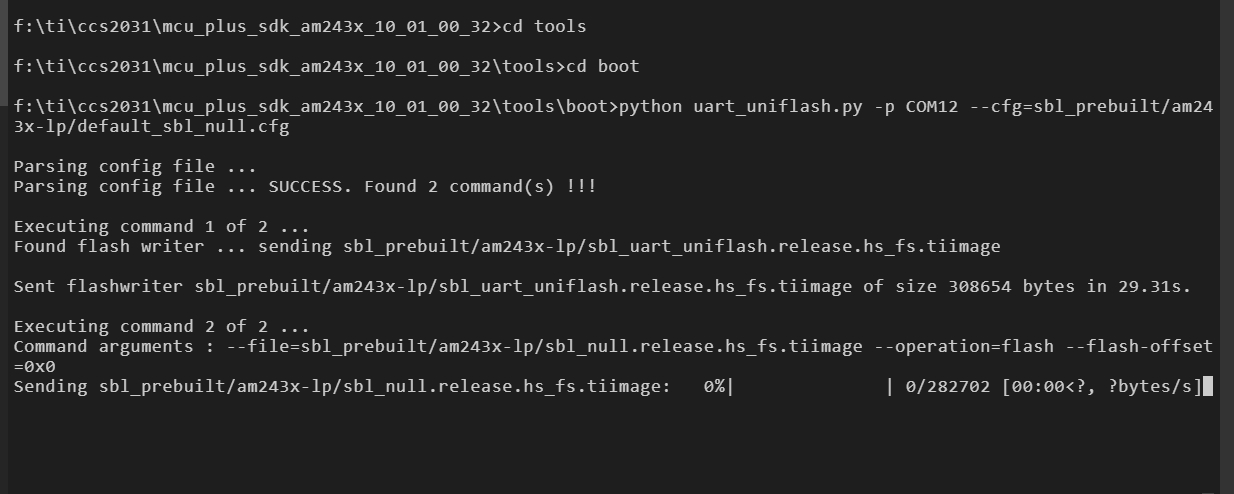 f:\ti\ccs2031\mcu_plus_sdk_am243x_10_01_00_32>cd tools
f:\ti\ccs2031\mcu_plus_sdk_am243x_10_01_00_32\tools>cd boot
f:\ti\ccs2031\mcu_plus_sdk_am243x_10_01_00_32\tools\boot>python uart_uniflash.py -p COM12 --cfg=sbl_prebuilt/am24
3x-lp/default_sbl_null.cfg
Parsing config file ...
Parsing config file ... SUCCESS. Found 2 command(s) !!!
Executing command 1 of 2 ...
Found flash writer ... sending sbl_prebuilt/am243x-lp/sbl_uart_uniflash.release.hs_fs.tiimage
Sent flashwriter sbl_prebuilt/am243x-lp/sbl_uart_uniflash.release.hs_fs.tiimage of size 308654 bytes in 29.31s.
Executing command 2 of 2 ...
Command arguments : --file=sbl_prebuilt/am243x-lp/sbl_null.release.hs_fs.tiimage --operation=flash --flash-offset
=0x0
Sending sbl_prebuilt/am243x-lp/sbl_null.release.hs_fs.tiimage:   0%|              | 0/282702 [00:00<?, ?bytes/s]